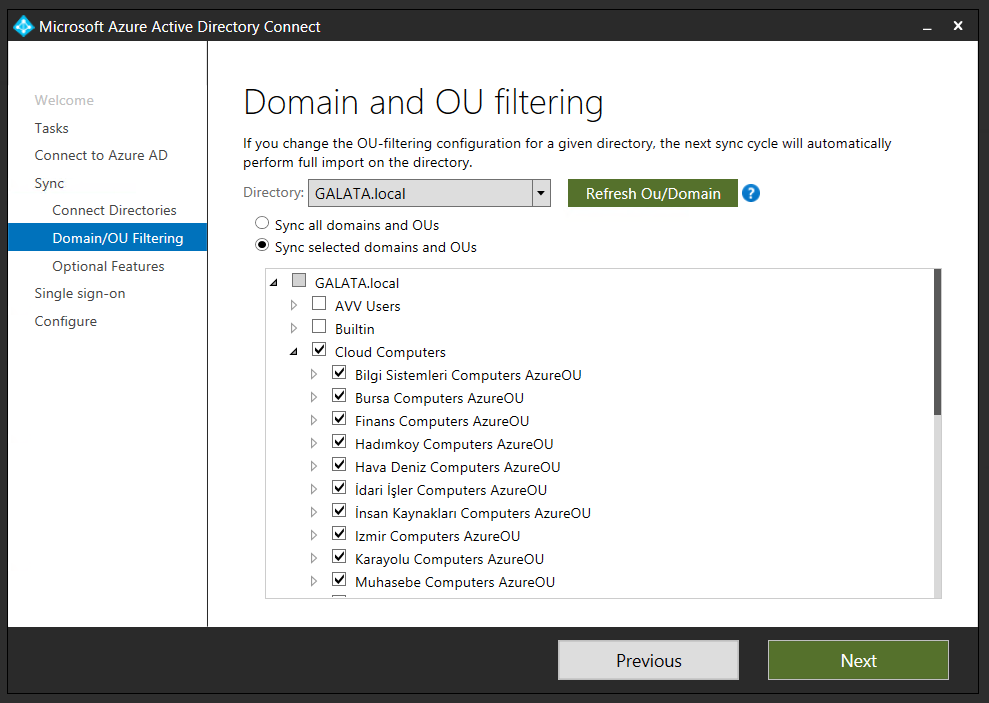 Microsoft Azure Active Directory Connect
Welcome
Tasks
Connect to Azure AD
Sync
Connect Directories
Domain/OU Filtering
Optional Features
Single sign-on
Configure
Domain and OU filtering
If you change the OU-filtering configuration for a given directory, the next sync cycle will automatically
perform full import on the directory.
Directory: GALATA.local Refresh Ou/Domain ?
Sync all domains and OUs
Sync selected domains and OUs
GALATA.local
AVV Users
Builtin
Cloud Computers
Bilgi Sistemleri Computers AzureOU
Bursa Computers AzureOU
Finans Computers AzureOU
Hadımkoy Computers AzureOU
Hava Deniz Computers AzureOU
İdari İşler Computers AzureOU
İnsan Kaynakları Computers AzureOU
Izmir Computers AzureOU
Karayolu Computers AzureOU
Muhasebe Computers AzureOU
Previous Next